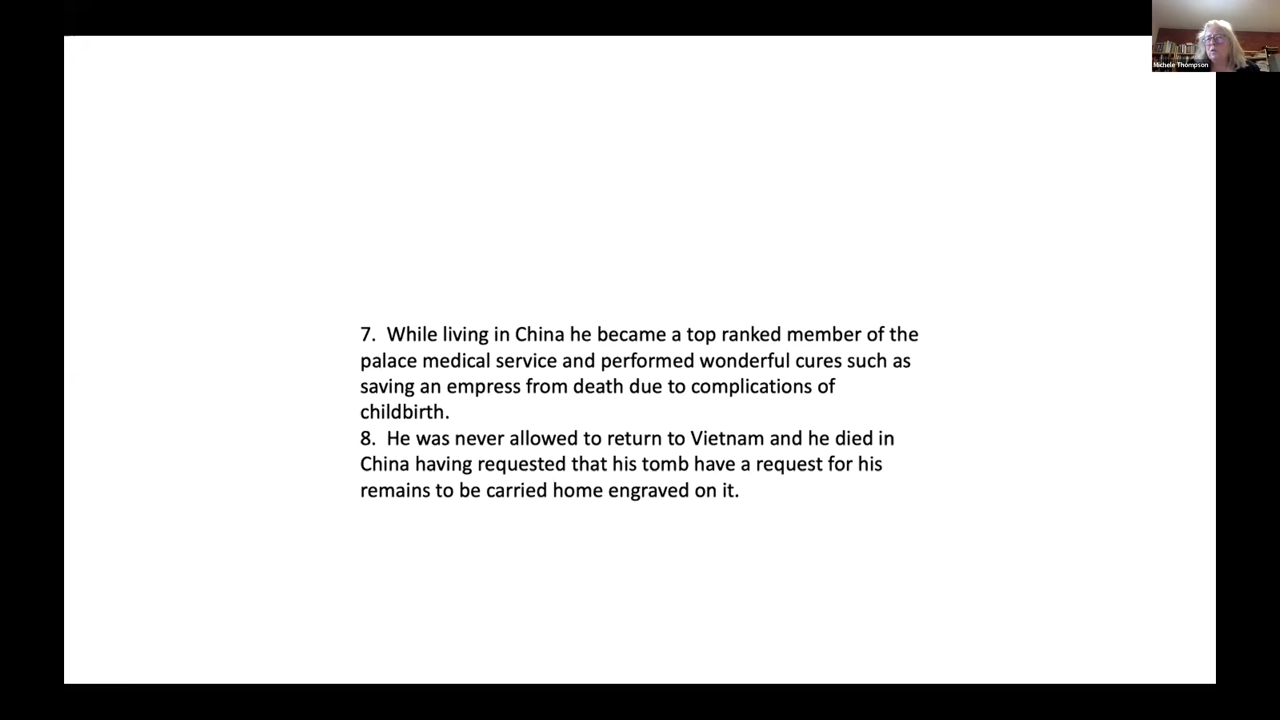 Michele Thompson
7. While living in China he became a top ranked member of the
palace medical service and performed wonderful cures such as
saving an empress from death due to complications of
childbirth.
8. He was never allowed to return to Vietnam and he died in
China having requested that his tomb have a request for his
remains to be carried home engraved on it.